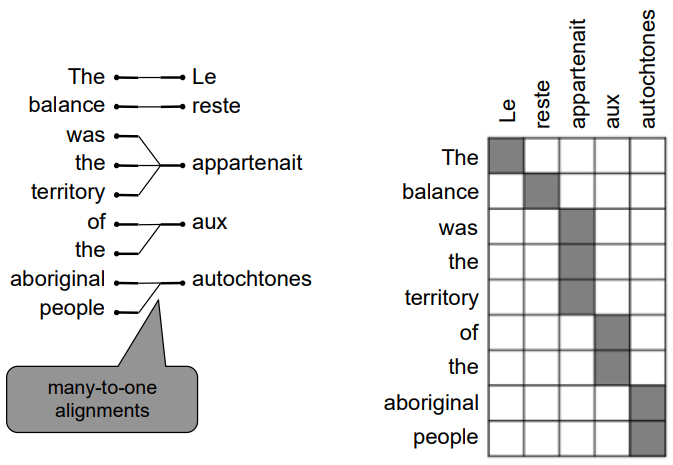 The Le
balance reste
was
the appartenait
territory
of aux
the
aboriginal autochtones
people
many-to-one
alignments
Le reste appartenait aux autochtones
The
balance
was
the
territory
of
the
aboriginal
people